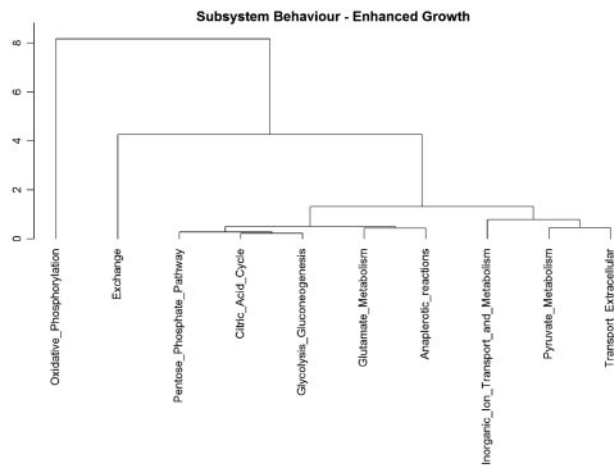 Subsystem Behaviour - Enhanced Growth
8
6
4
2
0
Oxidative_Phosphorylation
Exchange
Pentose_Phosphate_Pathway
Citric_Acid_Cycle
Glycolysis_Gluconeogenesis
Glutamate_Metabolism
Anaplerotic_reactions
Inorganic_Ion_Transport_and_Metabolism
Pyruvate_Metabolism
Transport_Extracellular